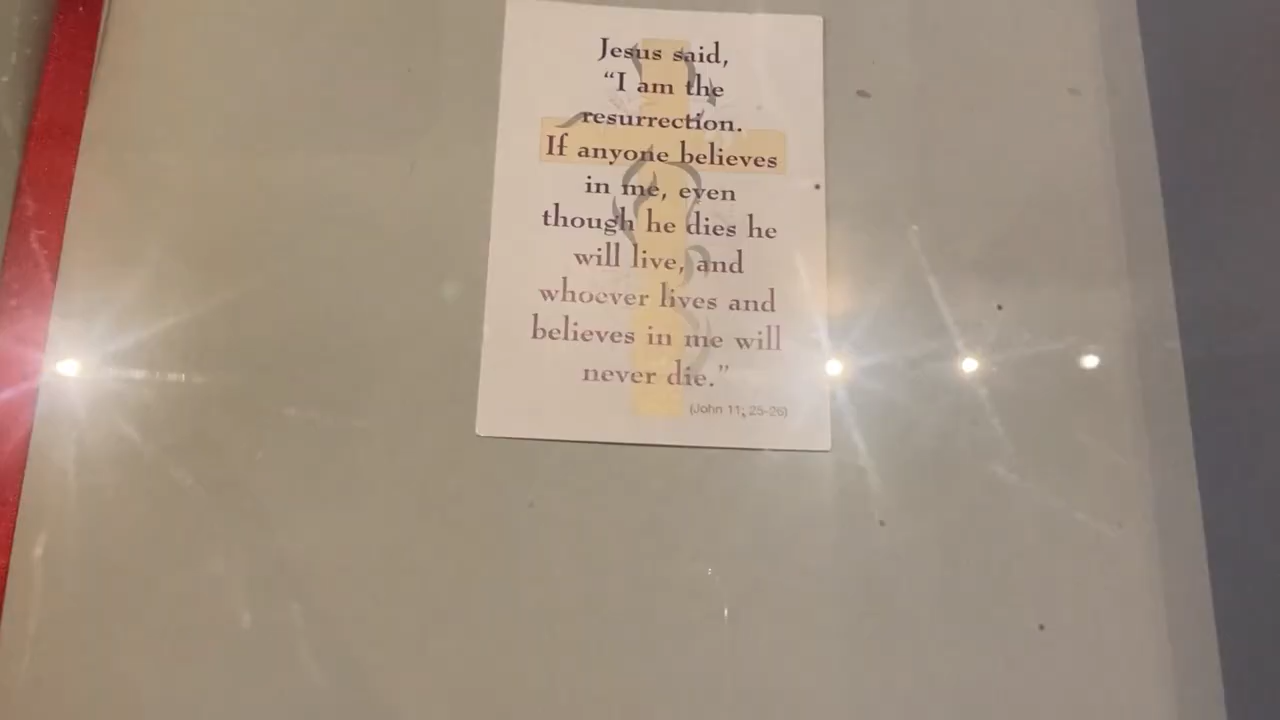 Jesus said,
“I am the
resurrection.
If anyone believes
in me, even
though he dies he
will live, and
whoever lives and
believes in me will
never die.”
(John 11; 25-26)